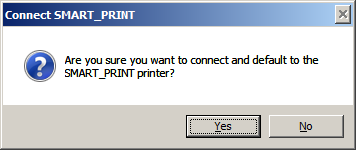 Connect SMART_PRINT
Are you sure you want to connect and default to the
SMART_PRINT printer?
Yes
No